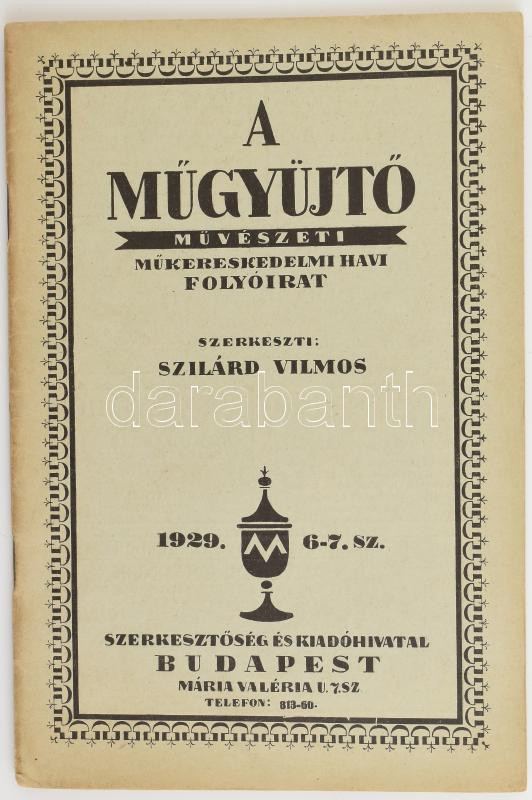 A
MŰGYÜJTŐ
MŰVÉSZETI
MŰKERESKEDELMI HAVI
FOLYÓIRAT
SZERKESZTI:
SZILÁRD VILMOS
darabanth
1929. M 6-7. SZ.
SZERKESZTŐSÉG ÉS KIADÓHIVATAL
BUDAPEST
MÁRIA VALÉRIA U. 7. SZ
TELEFON: 813-60.